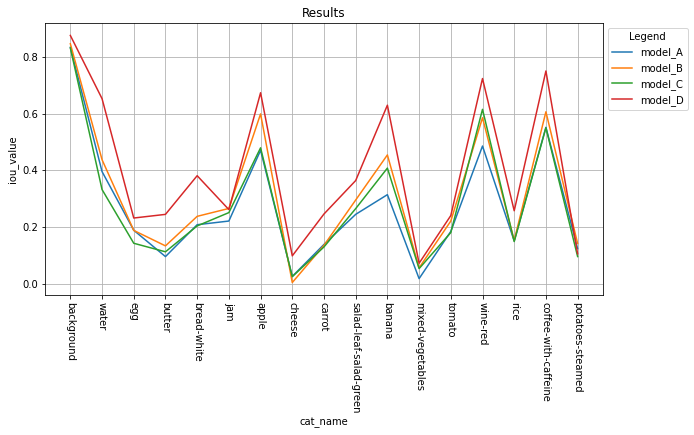 Results
Legend
model_A
model_B
model_C
model_D
iou_value
0.8
0.6
0.4
0.2
0.0
background
water
egg
butter
bread-white
jam
apple
cheese
carrot
salad-leaf-salad-green
banana
mixed-vegetables
tomato
wine-red
rice
coffee-with-caffeine
potatoes-steamed
cat_name